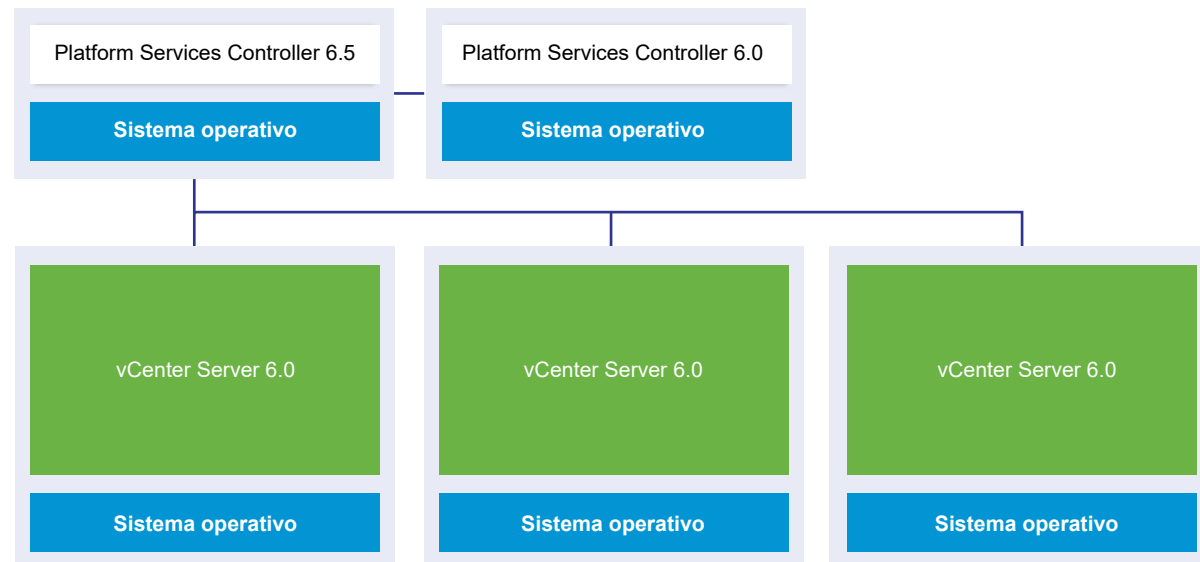 Platform Services Controller 6.5
Platform Services Controller 6.0
Sistema operativo
Sistema operativo
vCenter Server 6.0
vCenter Server 6.0
vCenter Server 6.0
Sistema operativo
Sistema operativo
Sistema operativo